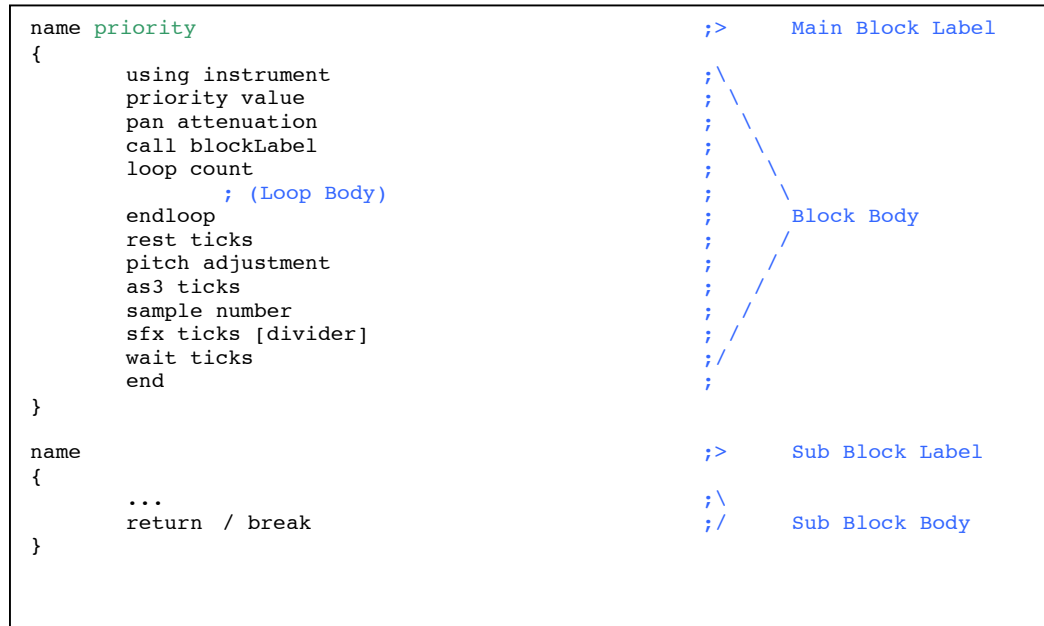 name priority ;> Main Block Label
{
using instrument ;\
priority value ; \
pan attenuation ; \
call blockLabel ; \
loop count ; \
; (Loop Body) ; \
endloop ; Block Body
rest ticks ; /
pitch adjustment ; /
as3 ticks ; /
sample number ; /
sfx ticks [divider] ; /
wait ticks ;/
end ;
}
name ;> Sub Block Label
{
... ;\
return / break ;/ Sub Block Body
}